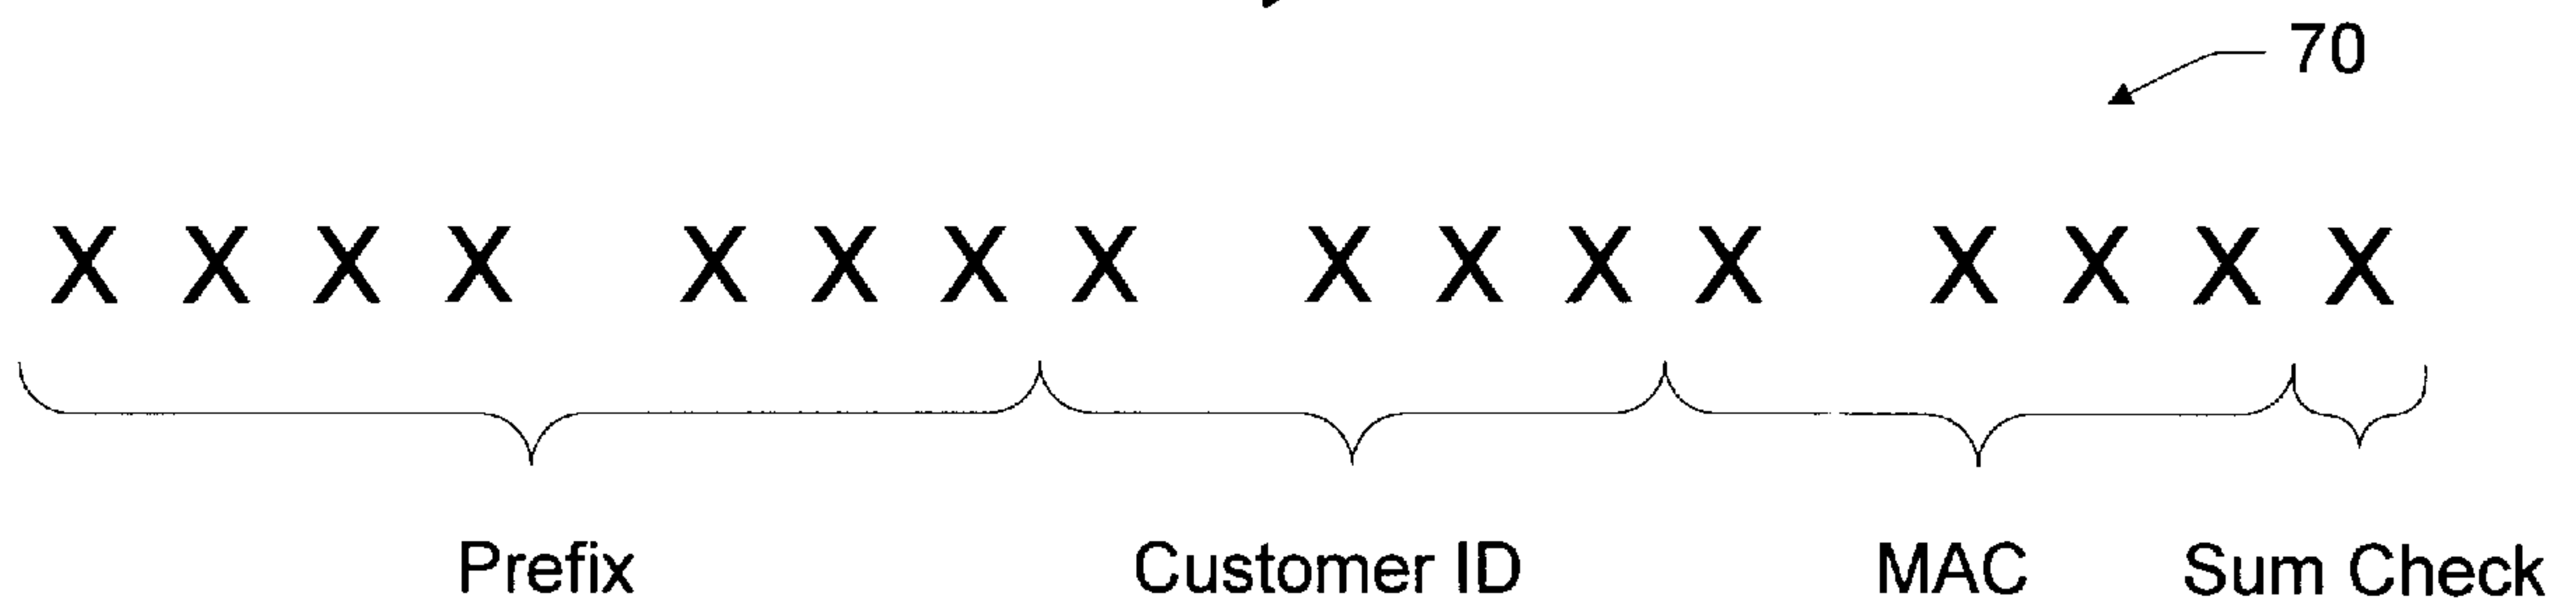 70
X X X X X X X X X X X X X X X X
Prefix Customer ID MAC Sum Check